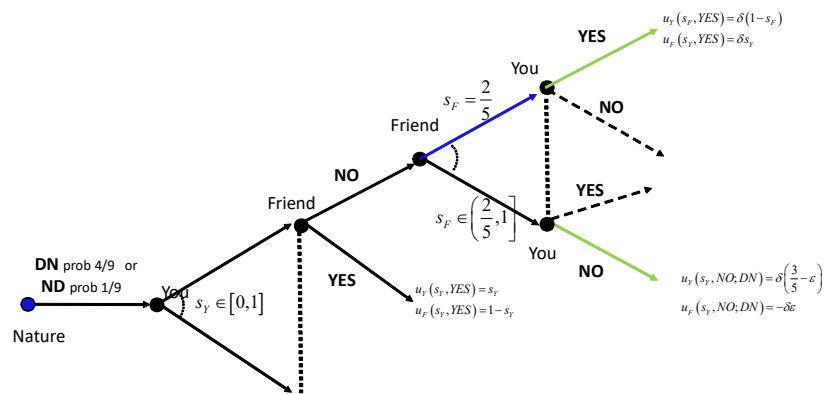 u_Y(s_F, YES) = δ(1−s_F)
u_F(s_Y, YES) = δs_Y
YES
You
s_F = 2/5
NO
Friend
NO
YES
Friend
s_F ∈ (2/5, 1]
You
DN prob 4/9 or
ND prob 1/9
NO
YES
You
s_Y ∈ [0,1]
u_Y(s_Y, YES) = s_Y
u_F(s_Y, YES) = 1−s_Y
u_Y(s_Y, NO; DN) = δ(3/5 − ε)
u_F(s_Y, NO; DN) = −δε
Nature